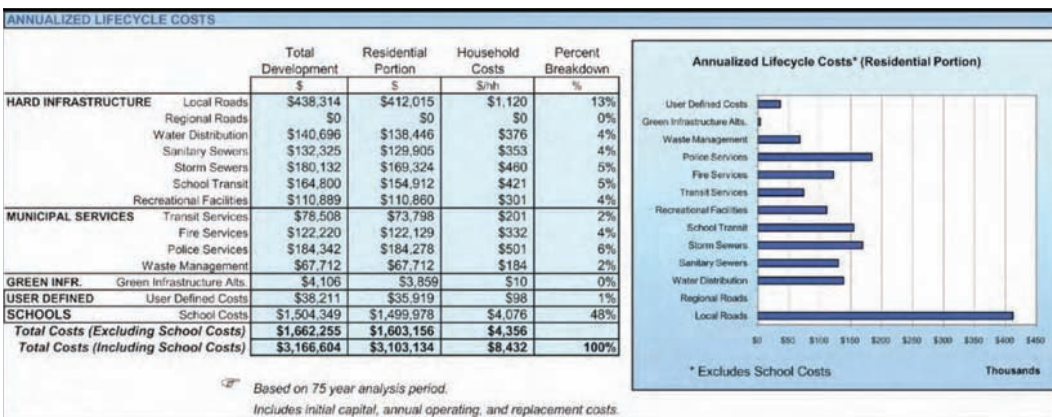 ANNUALIZED LIFECYCLE COSTS
Total Development Residential Portion Household Costs Percent Breakdown
$ $ $/hh %
HARD INFRASTRUCTURE Local Roads $438,314 $412,015 $1,120 13%
Regional Roads $0 $0 $0 0%
Water Distribution $140,696 $138,446 $376 4%
Sanitary Sewers $132,325 $129,905 $353 4%
Storm Sewers $180,132 $169,324 $460 5%
School Transit $164,800 $154,912 $421 5%
Recreational Facilities $110,889 $110,860 $301 4%
MUNICIPAL SERVICES Transit Services $78,508 $73,798 $201 2%
Fire Services $122,220 $122,129 $332 4%
Police Services $184,342 $184,278 $501 6%
Waste Management $67,712 $67,712 $184 2%
GREEN INFR. Green Infrastructure Alts. $4,106 $3,859 $10 0%
USER DEFINED User Defined Costs $38,211 $35,919 $98 1%
SCHOOLS School Costs $1,504,349 $1,499,978 $4,076 48%
Total Costs (Excluding School Costs) $1,662,255 $1,603,156 $4,356
Total Costs (Including School Costs) $3,166,604 $3,103,134 $8,432 100%
Based on 75 year analysis period.
Includes initial capital, annual operating, and replacement costs.
Annualized Lifecycle Costs* (Residential Portion)
User Defined Costs
Green Infrastructure Alts.
Waste Management
Police Services
Fire Services
Transit Services
Recreational Facilities
School Transit
Storm Sewers
Sanitary Sewers
Water Distribution
Regional Roads
Local Roads
$0 $50 $100 $150 $200 $250 $300 $350 $400 $450
* Excludes School Costs Thousands